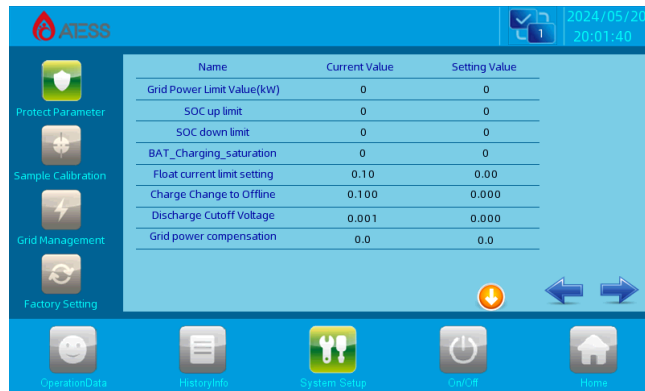 ATESS
1
2024/05/20
20:01:40
Name Current Value Setting Value
Grid Power Limit Value(kW) 0 0
SOC up limit 0 0
SOC down limit 0 0
BAT_Charging_saturation 0 0
Float current limit setting 0.10 0.00
Charge Change to Offline 0.100 0.000
Discharge Cutoff Voltage 0.001 0.000
Grid power compensation 0.0 0.0
Protect Parameter
Sample Calibration
Grid Management
Factory Setting
OperationData
HistoryInfo
System Setup
On/Off
Home